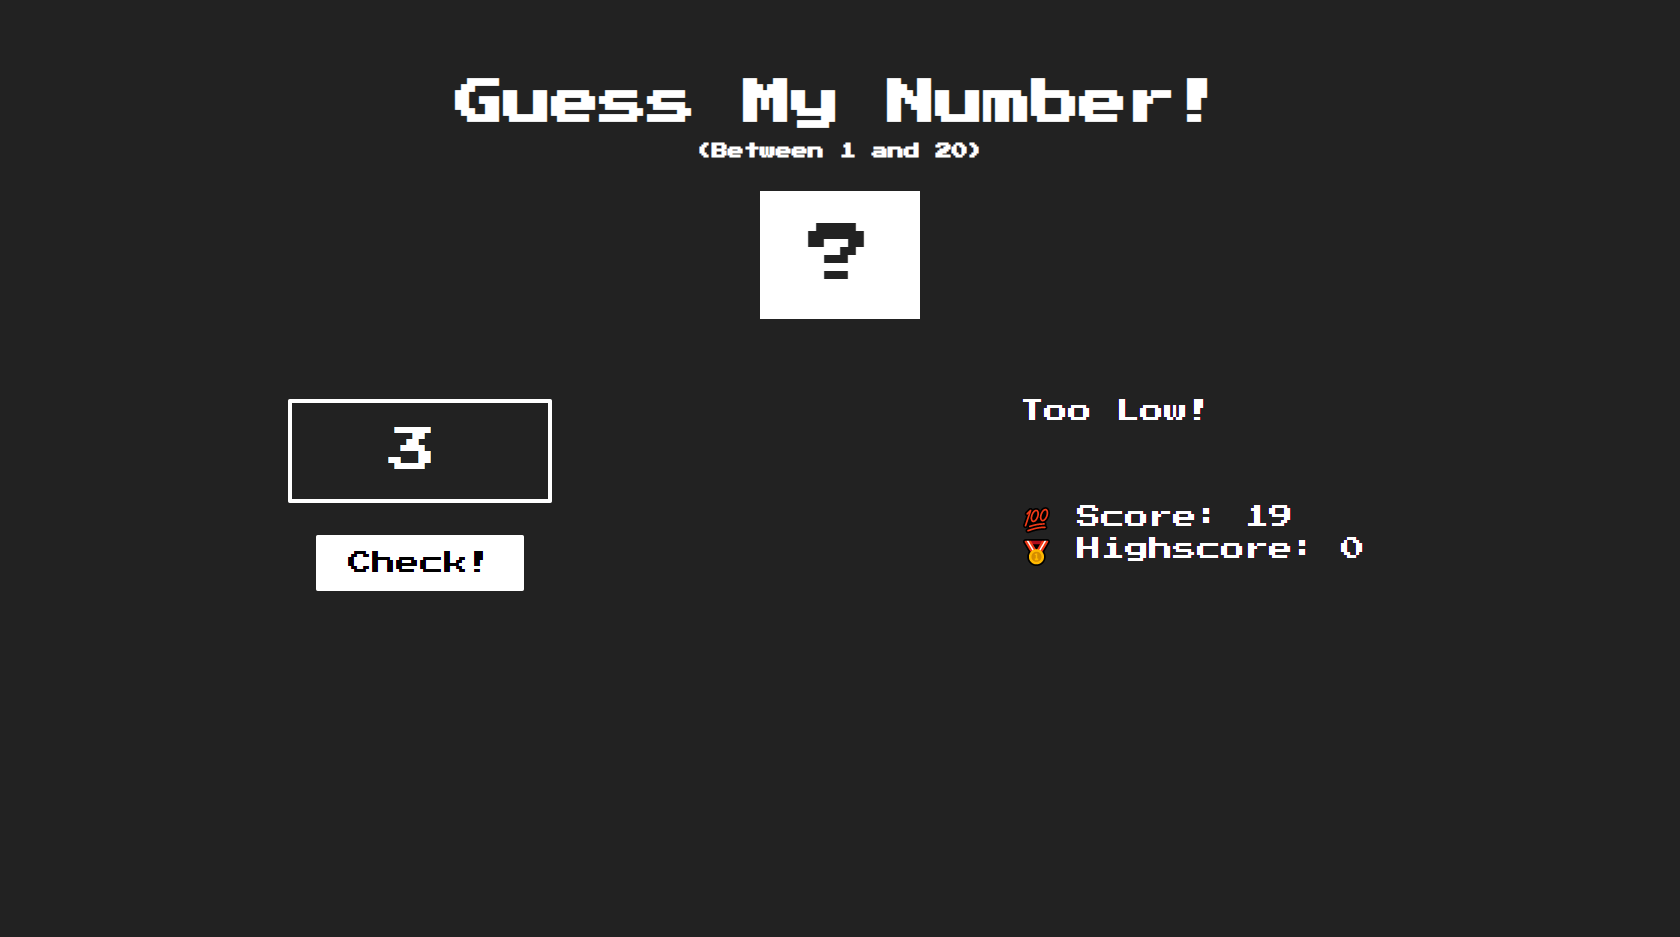 Guess My Number!
(Between 1 and 20)
?
3
Check!
Too Low!
💯 Score: 19
🥇 Highscore: 0